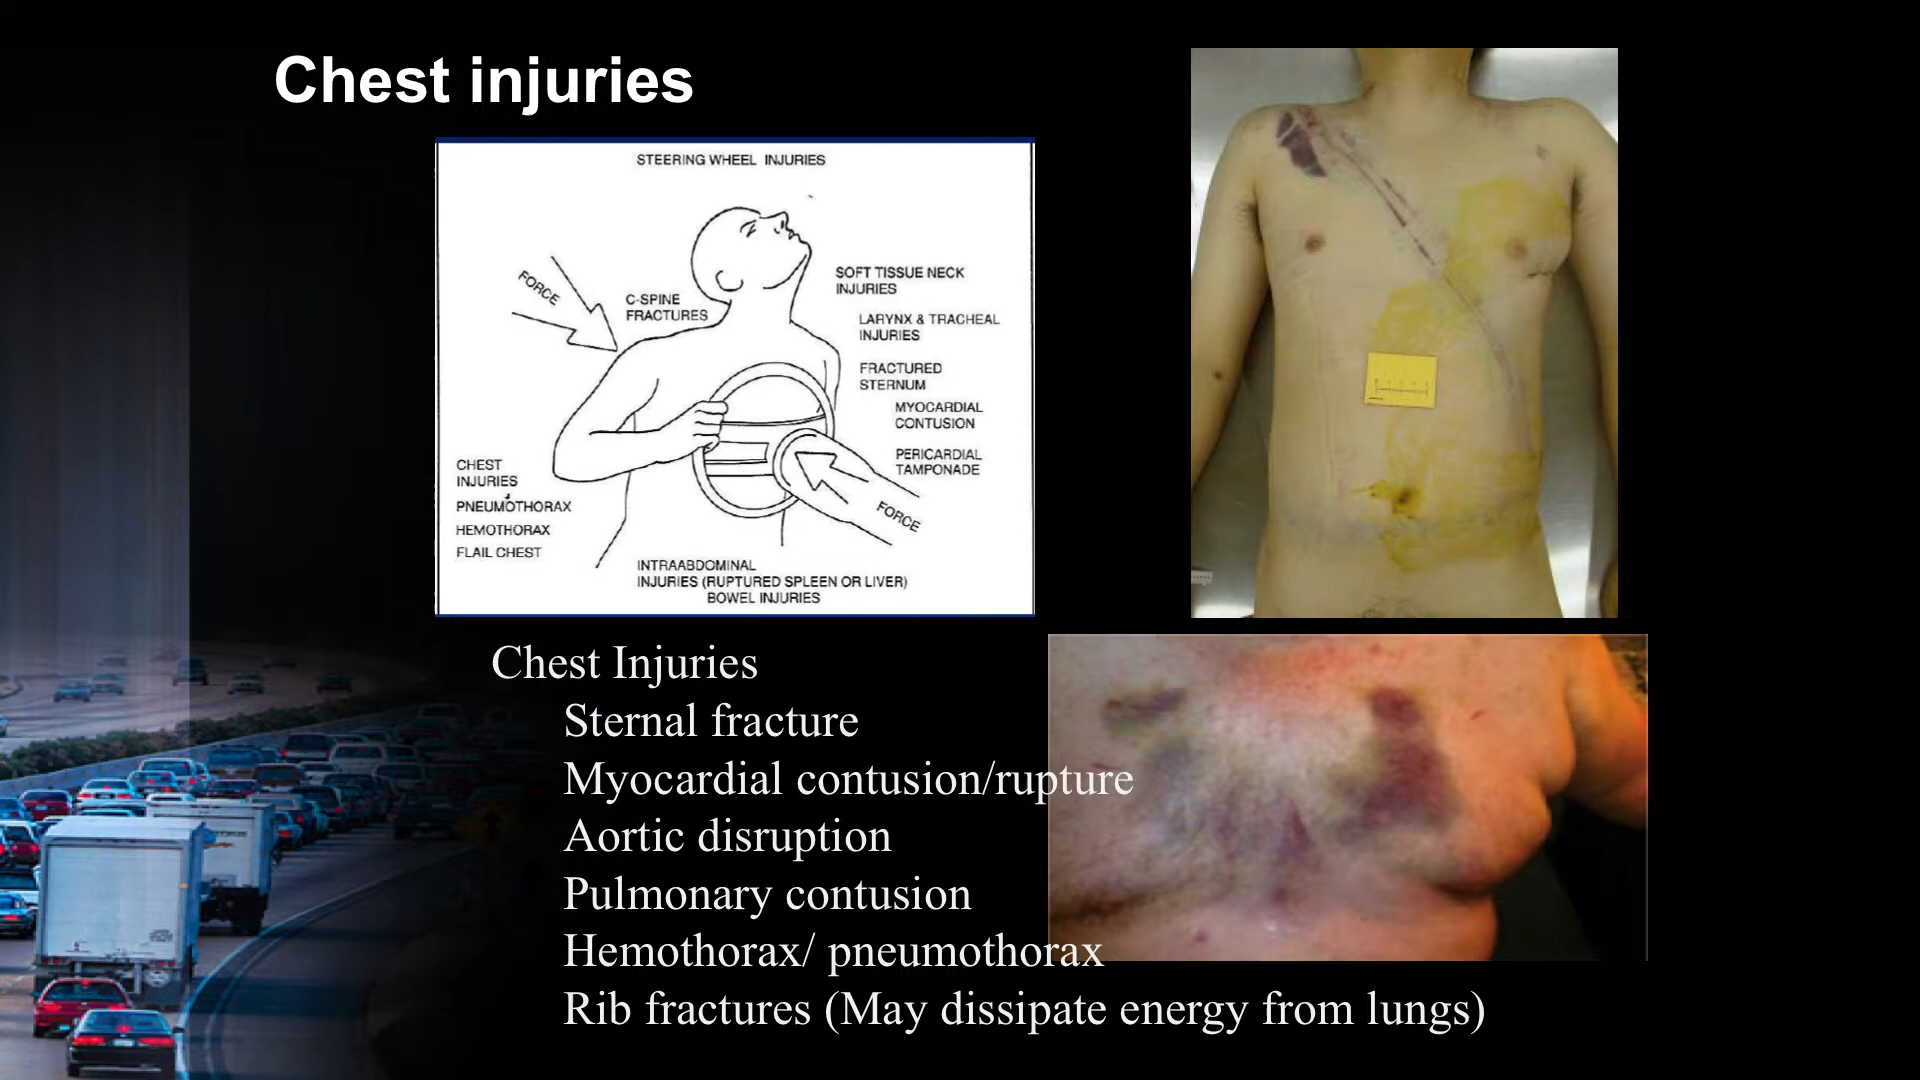 Chest injuries
STEERING WHEEL INJURIES
FORCE
C-SPINE
FRACTURES
SOFT TISSUE NECK
INJURIES
LARYNX & TRACHEAL
INJURIES
FRACTURED
STERNUM
MYOCARDIAL
CONTUSION
PERICARDIAL
TAMPONADE
FORCE
CHEST
INJURIES
PNEUMOTHORAX
HEMOTHORAX
FLAIL CHEST
INTRAABDOMINAL
INJURIES (RUPTURED SPLEEN OR LIVER)
BOWEL INJURIES
Chest Injuries
Sternal fracture
Myocardial contusion/rupture
Aortic disruption
Pulmonary contusion
Hemothorax/ pneumothorax
Rib fractures (May dissipate energy from lungs)